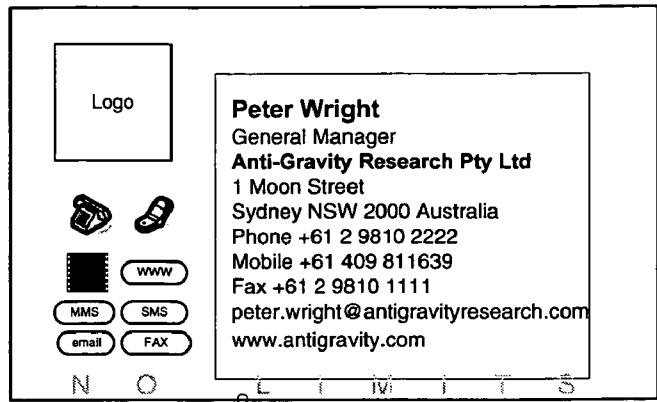 Logo
Peter Wright
General Manager
Anti-Gravity Research Pty Ltd
1 Moon Street
Sydney NSW 2000 Australia
Phone +61 2 9810 2222
Mobile +61 409 811639
Fax +61 2 9810 1111
peter.wright@antigravityresearch.com
www.antigravity.com
WWW
MMS SMS
email FAX
N O L I M I T S